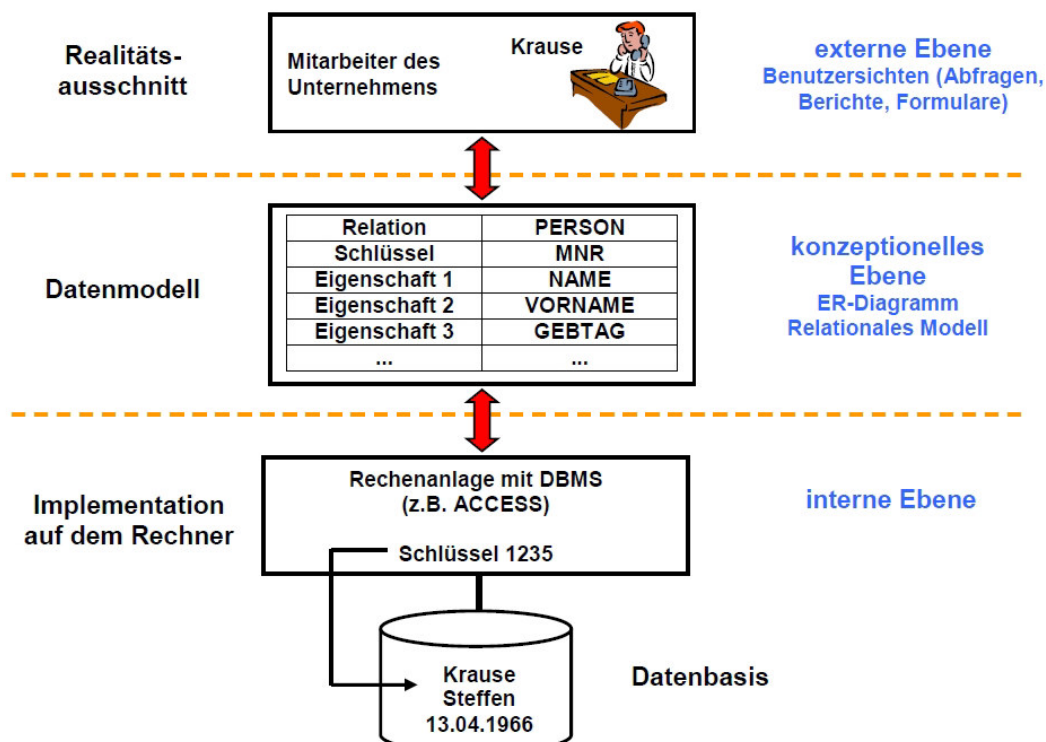 Realitäts-
ausschnitt
Mitarbeiter des
Unternehmens
Krause
externe Ebene
Benutzersichten (Abfragen,
Berichte, Formulare)
Datenmodell
Relation PERSON
Schlüssel MNR
Eigenschaft 1 NAME
Eigenschaft 2 VORNAME
Eigenschaft 3 GEBTAG
... ...
konzeptionelles
Ebene
ER-Diagramm
Relationales Modell
Implementation
auf dem Rechner
Rechenanlage mit DBMS
(z.B. ACCESS)
Schlüssel 1235
interne Ebene
Krause
Steffen
13.04.1966
Datenbasis